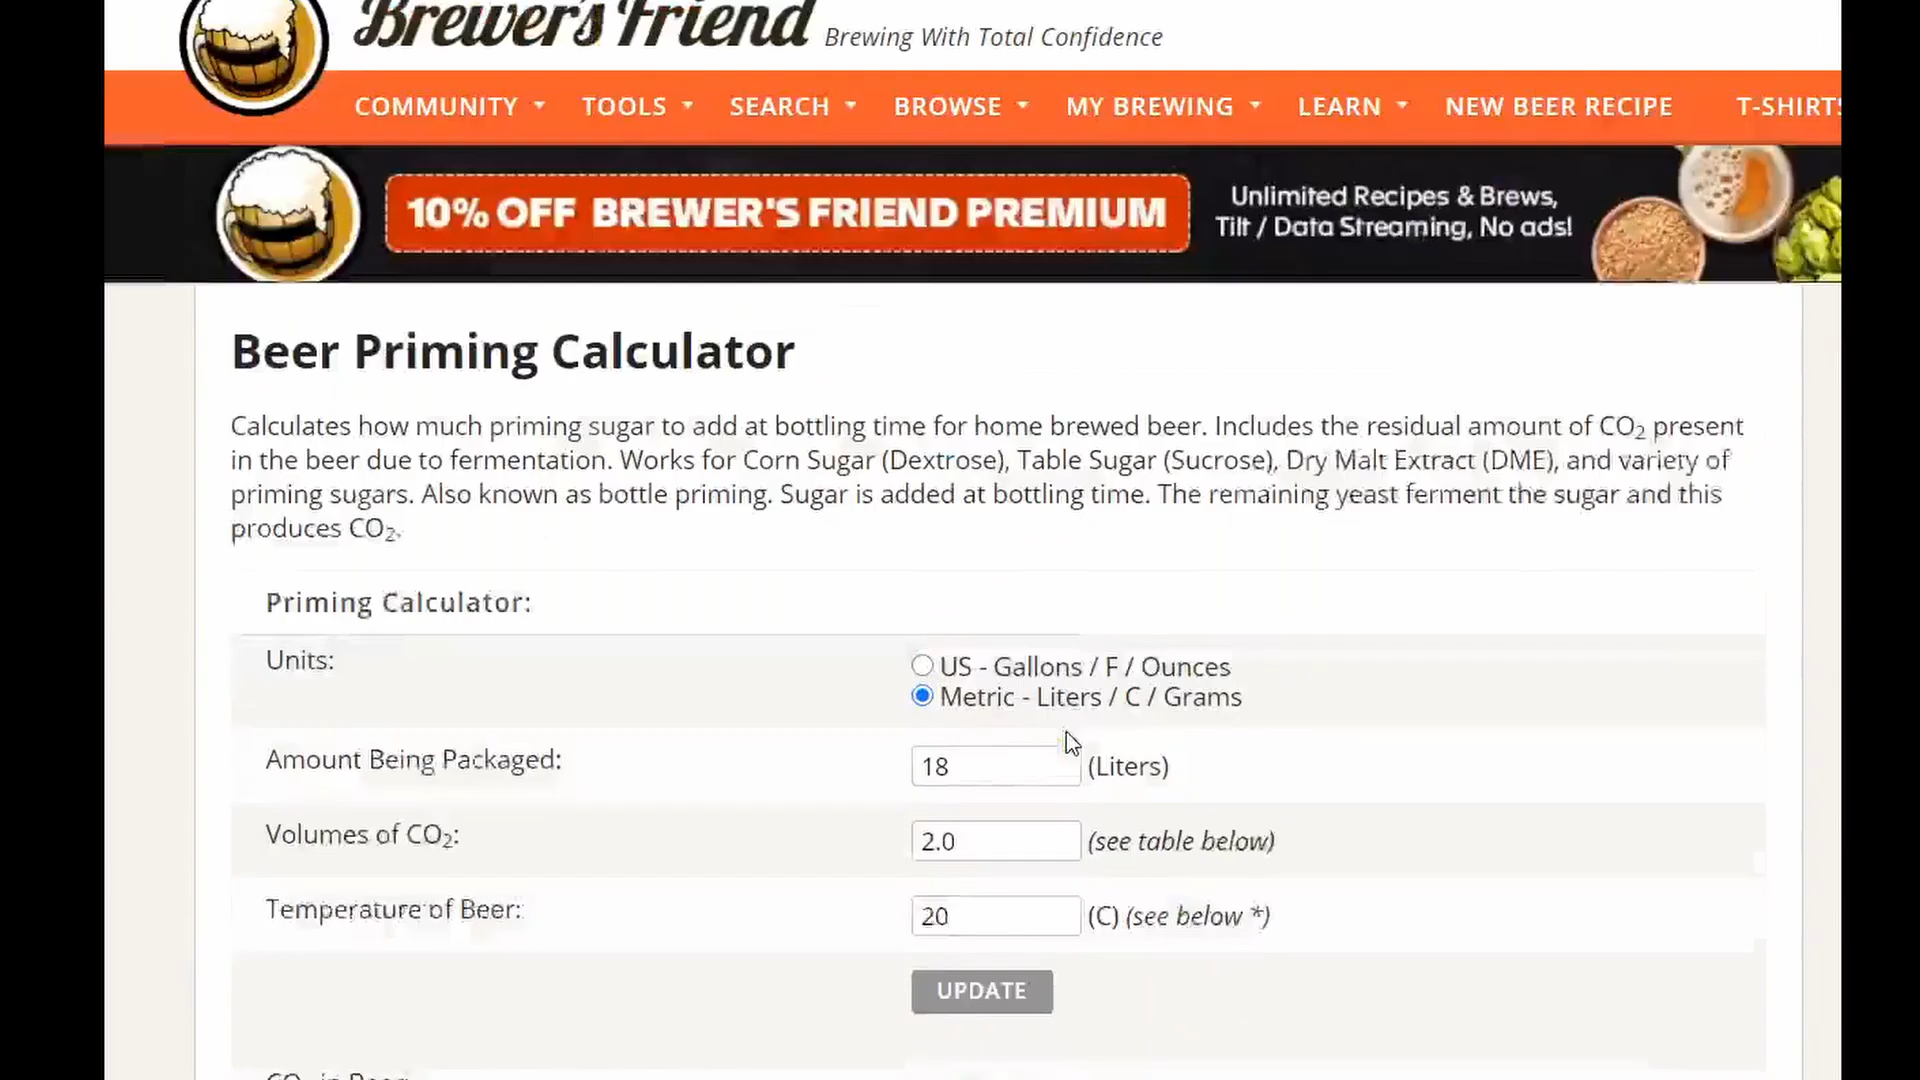 Brewer's Friend Brewing With Total Confidence
COMMUNITY TOOLS SEARCH BROWSE MY BREWING LEARN NEW BEER RECIPE T-SHIRTS
10% OFF BREWER'S FRIEND PREMIUM
Unlimited Recipes & Brews,
Tilt / Data Streaming, No ads!
Beer Priming Calculator
Calculates how much priming sugar to add at bottling time for home brewed beer. Includes the residual amount of CO2 present
in the beer due to fermentation. Works for Corn Sugar (Dextrose), Table Sugar (Sucrose), Dry Malt Extract (DME), and variety of
priming sugars. Also known as bottle priming. Sugar is added at bottling time. The remaining yeast ferment the sugar and this
produces CO2.
Priming Calculator:
Units:
US - Gallons / F / Ounces
Metric - Liters / C / Grams
Amount Being Packaged: 18 (Liters)
Volumes of CO2: 2.0 (see table below)
Temperature of Beer: 20 (C) (see below *)
UPDATE